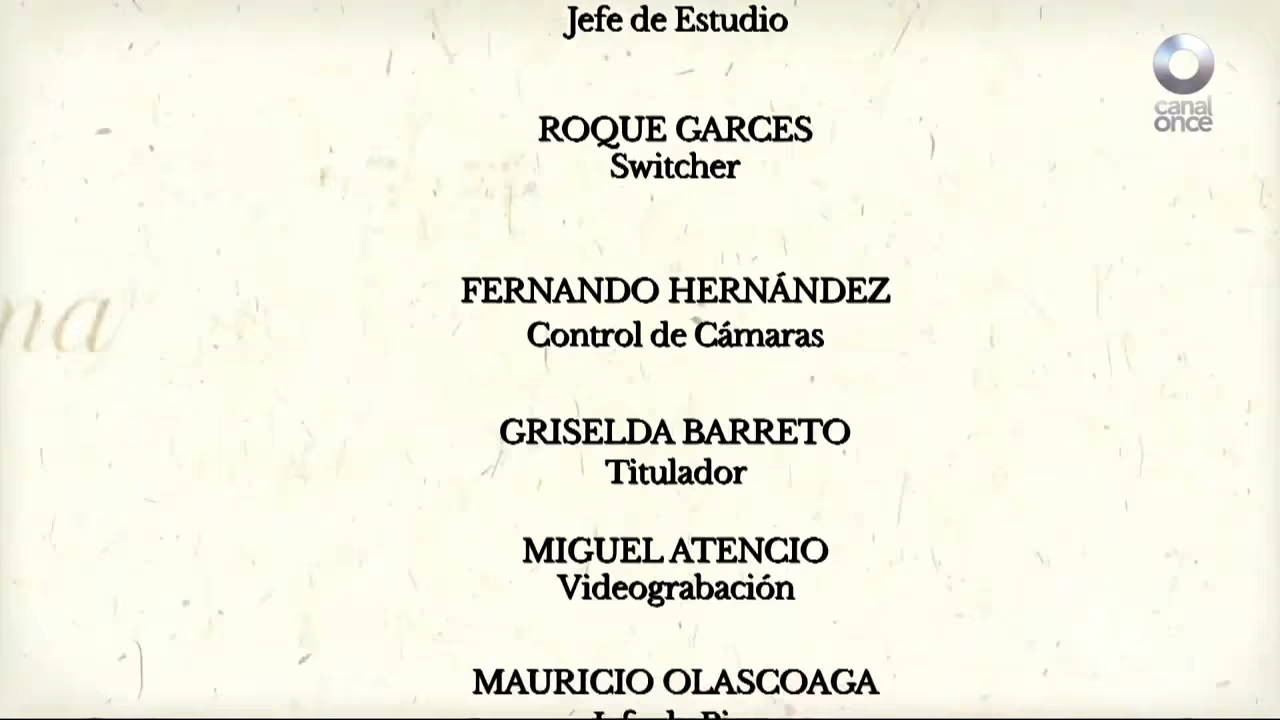 Jefe de Estudio
canal
once
ROQUE GARCES
Switcher
FERNANDO HERNÁNDEZ
Control de Cámaras
na
GRISELDA BARRETO
Titulador
MIGUEL ATENCIO
Videograbación
MAURICIO OLASCOAGA